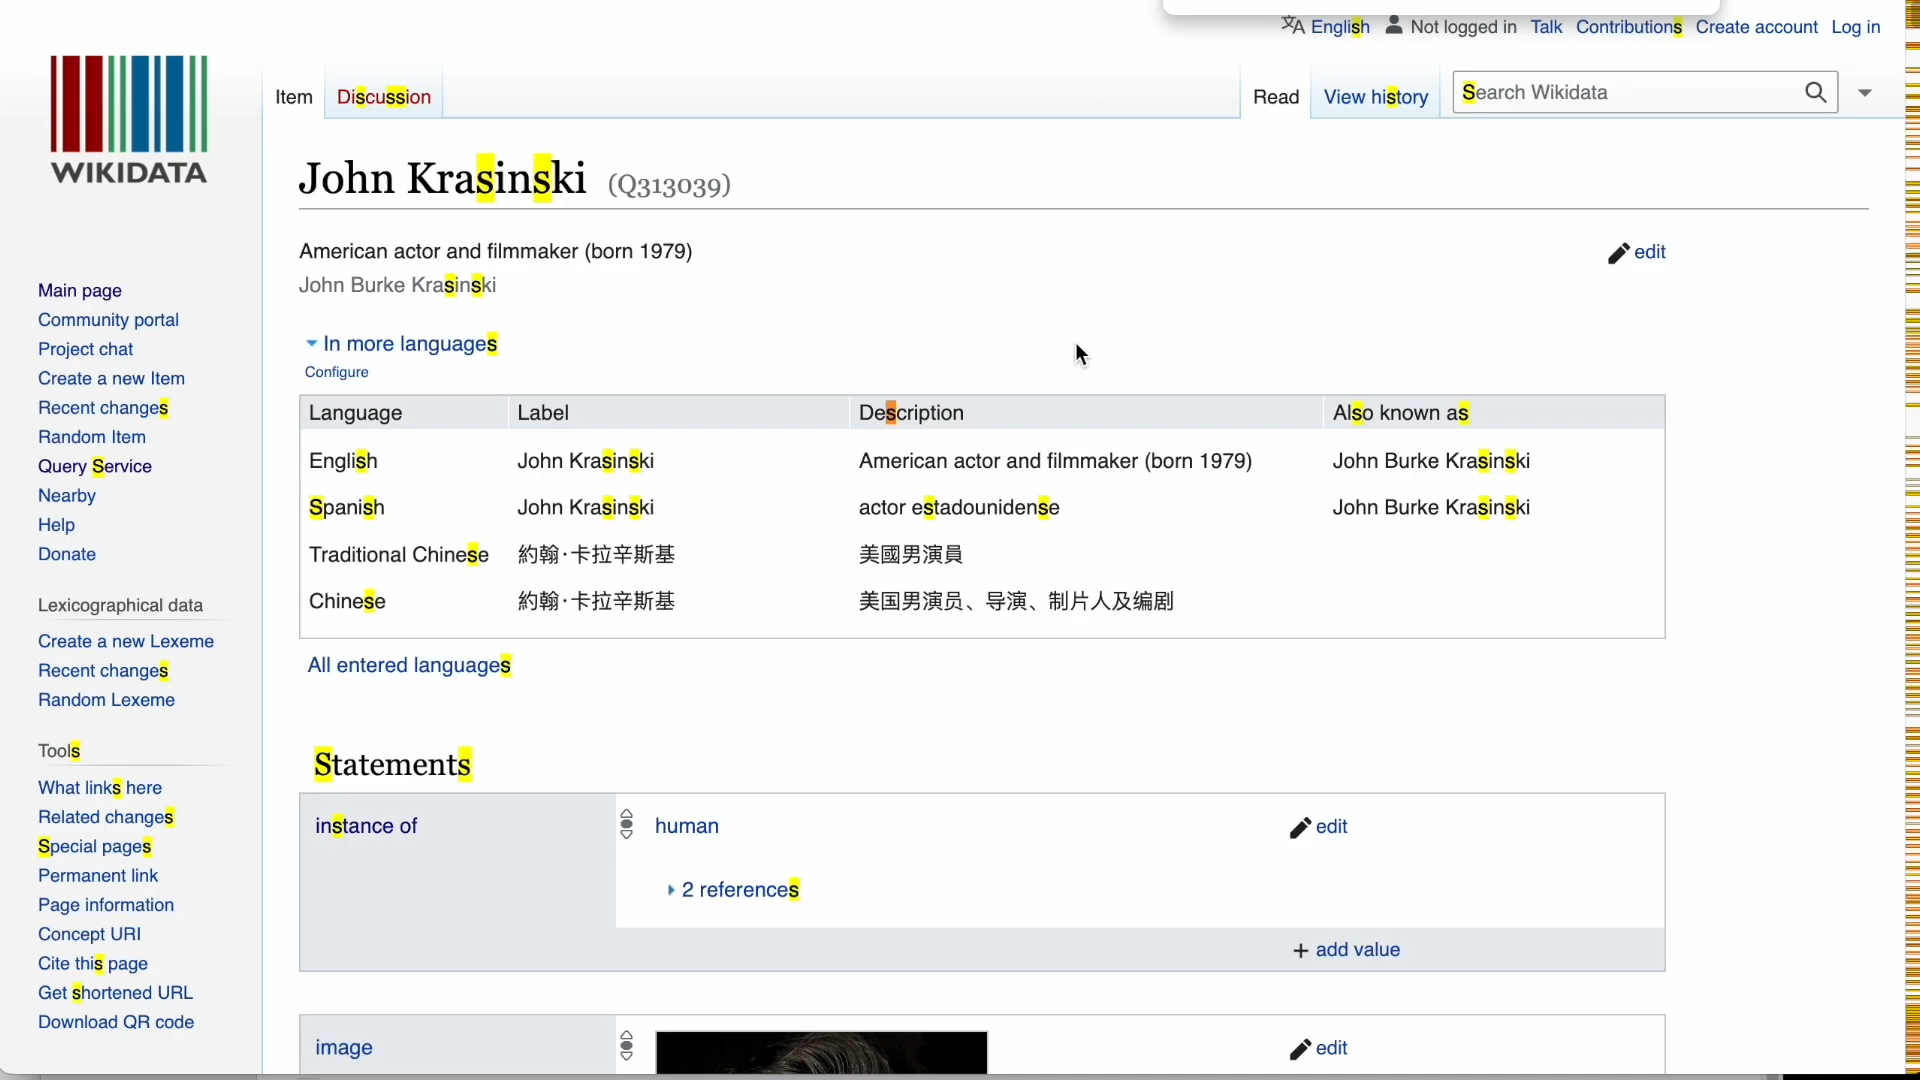 English Not logged in Talk Contributions Create account Log in
WIKIDATA
Item Discussion Read View history Search Wikidata
John Krasinski (Q313039)
American actor and filmmaker (born 1979) edit
John Burke Krasinski
In more languages
Configure
Language Label Description Also known as
English John Krasinski American actor and filmmaker (born 1979) John Burke Krasinski
Spanish John Krasinski actor estadounidense John Burke Krasinski
Traditional Chinese 約翰·卡拉辛斯基 美國男演員
Chinese 約翰·卡拉辛斯基 美国男演员、导演、制片人及编剧
All entered languages
Statements
instance of human edit
2 references
+ add value
image edit
Main page
Community portal
Project chat
Create a new Item
Recent changes
Random Item
Query Service
Nearby
Help
Donate
Lexicographical data
Create a new Lexeme
Recent changes
Random Lexeme
Tools
What links here
Related changes
Special pages
Permanent link
Page information
Concept URI
Cite this page
Get shortened URL
Download QR code